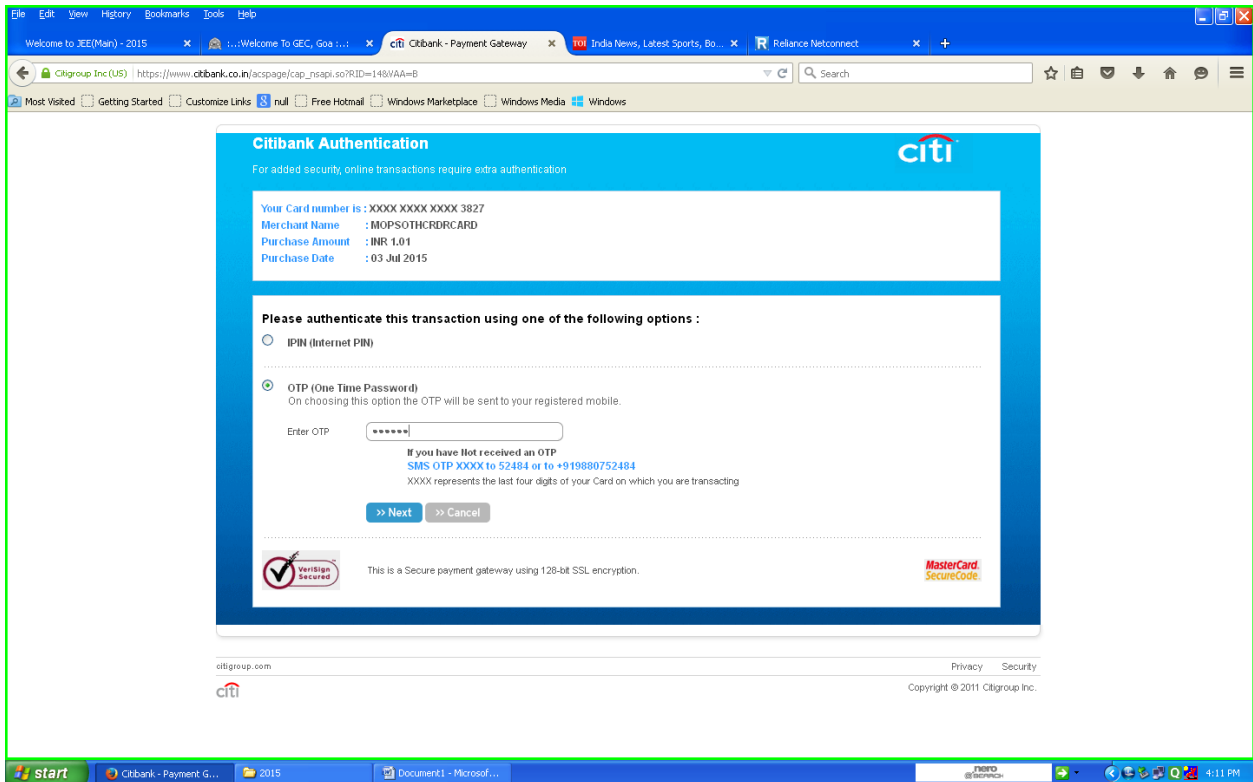 File Edit View History Bookmarks Tools Help
Welcome to JEE(Main) - 2015 x :..:Welcome To GEC, Goa :..: x citi Citibank - Payment Gateway x TOI India News, Latest Sports, Bo... x R Reliance Netconnect x +
Citigroup Inc (US) https://www.citibank.co.in/acspage/cap_nsapi.so?RID=14&VAA=B Search
Most Visited Getting Started Customize Links 8 null Free Hotmail Windows Marketplace Windows Media Windows
Citibank Authentication
citi
For added security, online transactions require extra authentication
Your Card number is : XXXX XXXX XXXX 3827
Merchant Name : MOPSOTHCRDRCARD
Purchase Amount : INR 1.01
Purchase Date : 03 Jul 2015
Please authenticate this transaction using one of the following options :
IPIN (Internet PIN)
OTP (One Time Password)
On choosing this option the OTP will be sent to your registered mobile.
Enter OTP ••••••
If you have Not received an OTP
SMS OTP XXXX to 52484 or to +919880752484
XXXX represents the last four digits of your Card on which you are transacting
>> Next >> Cancel
VeriSign
Secured
This is a Secure payment gateway using 128-bit SSL encryption.
MasterCard.
SecureCode.
citigroup.com Privacy Security
citi Copyright © 2011 Citigroup Inc.
start Citibank - Payment G... 2015 Document1 - Microsof... nero SEARCH Q 4:11 PM